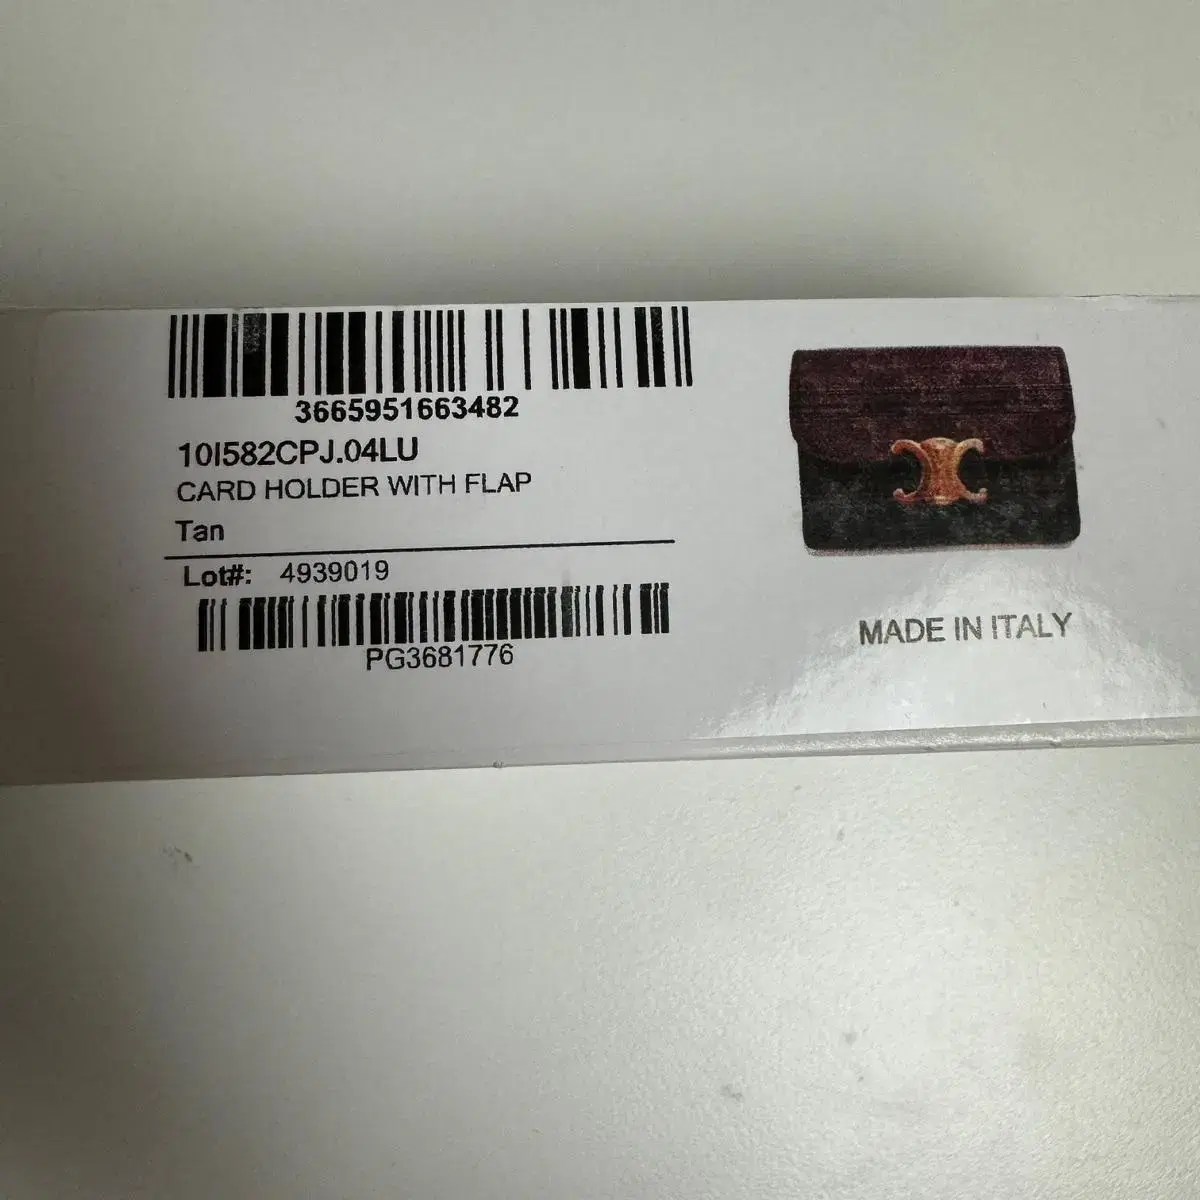 3665951663482
10I582CPJ.04LU
CARD HOLDER WITH FLAP
Tan
Lot#: 4939019
PG3681776
MADE IN ITALY